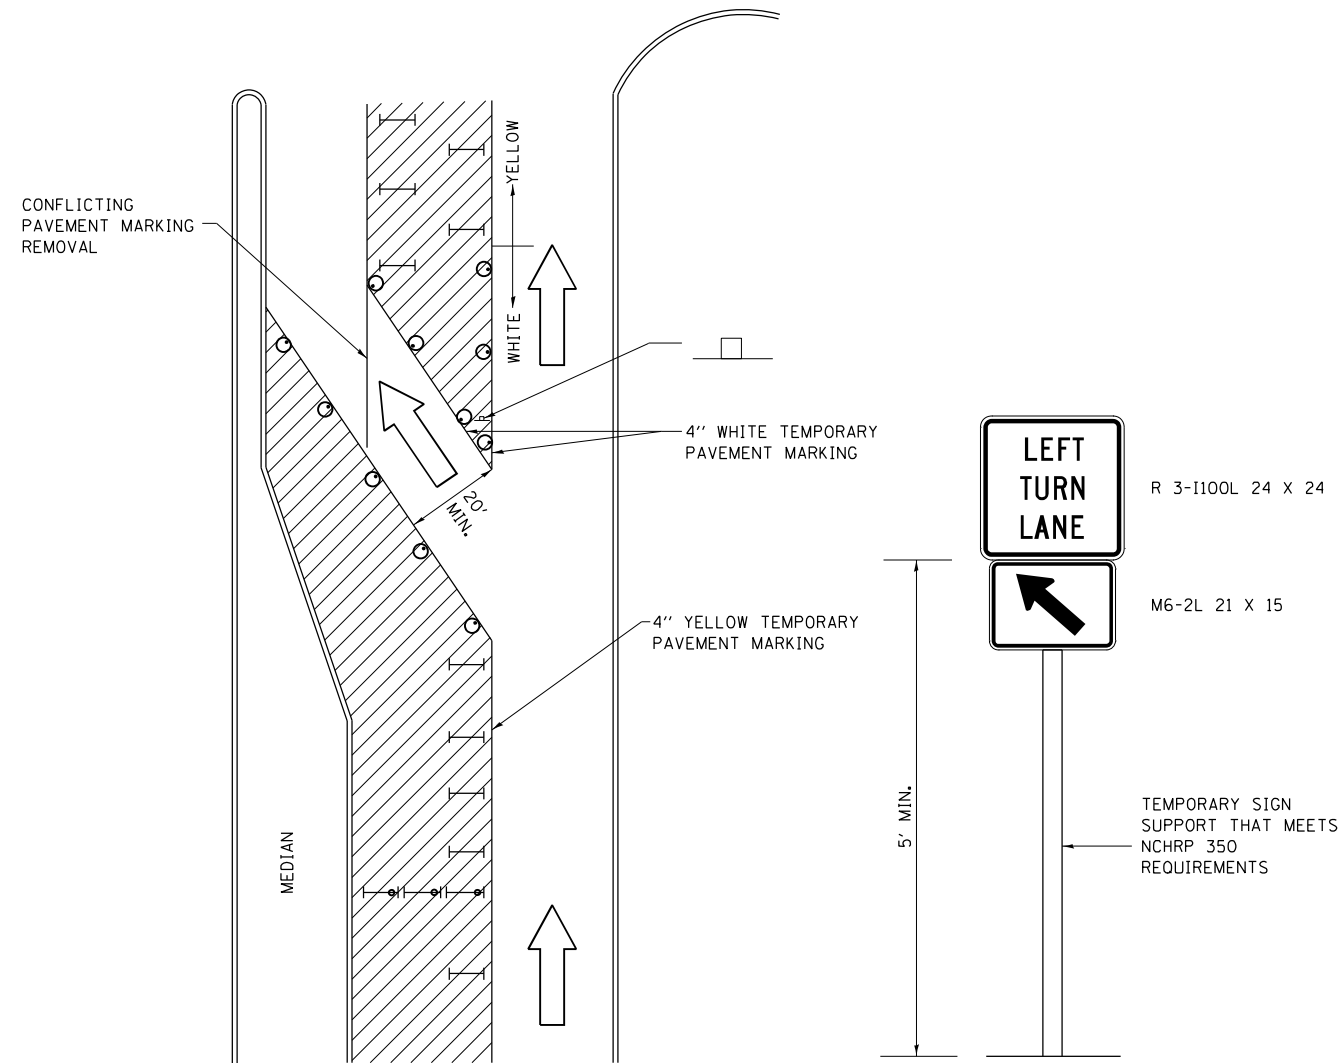 YELLOW
WHITE
CONFLICTING
PAVEMENT MARKING
REMOVAL
4'' WHITE TEMPORARY
PAVEMENT MARKING
20'
MIN.
4'' YELLOW TEMPORARY
PAVEMENT MARKING
MEDIAN
LEFT
TURN
LANE
R 3-I100L 24 X 24
M6-2L 21 X 15
5' MIN.
TEMPORARY SIGN
SUPPORT THAT MEETS
NCHRP 350
REQUIREMENTS